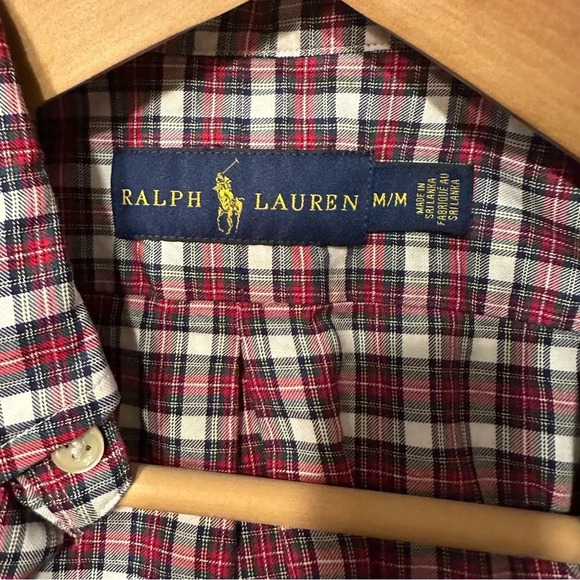 RALPH LAUREN M/M
MADE IN
SRI LANKA
FABRIQUÉ AU
SRI LANKA